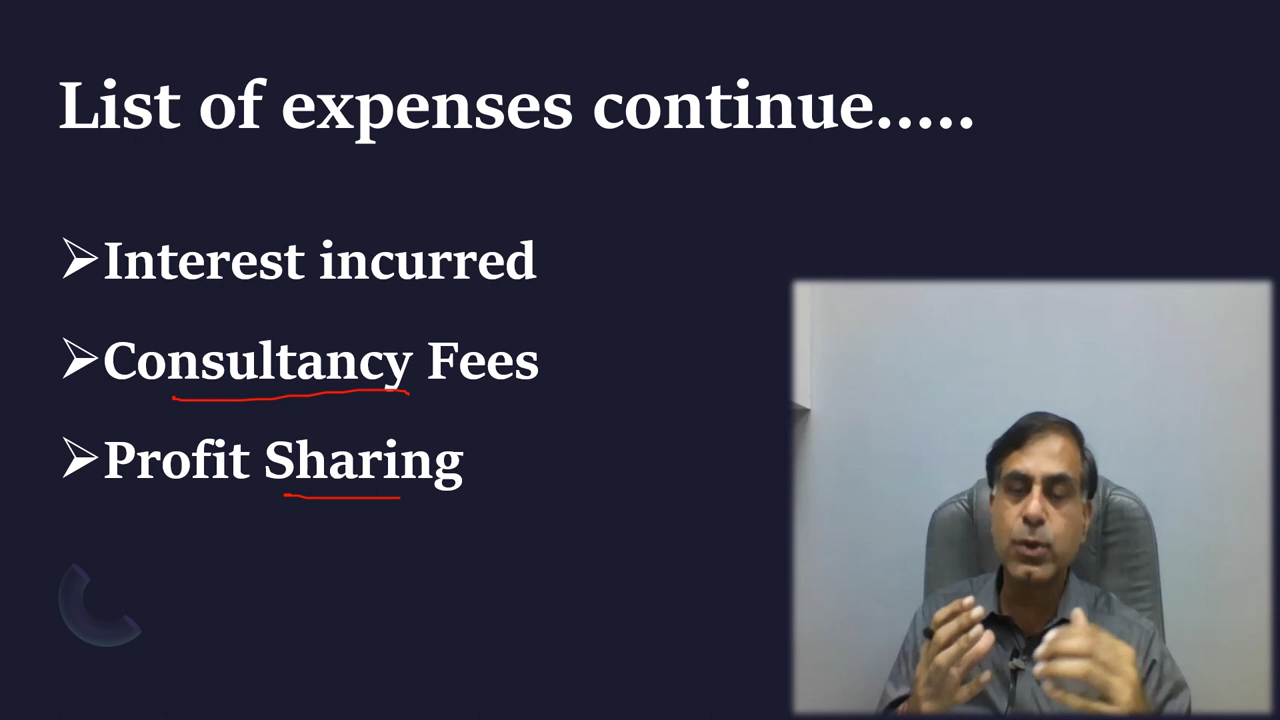 List of expenses continue.....
Interest incurred
Consultancy Fees
Profit Sharing